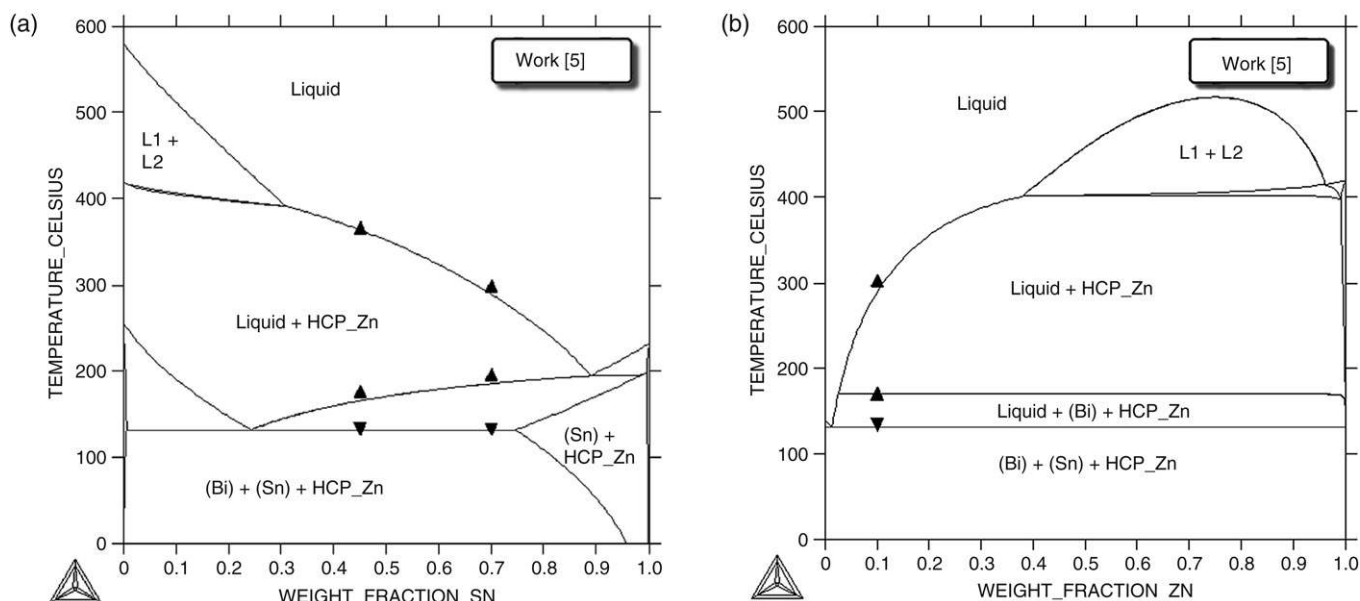 (a)
600
500
400
300
200
100
0
TEMPERATURE_CELSIUS
Work [5]
Liquid
L1 +
L2
Liquid + HCP_Zn
(Sn) +
HCP_Zn
(Bi) + (Sn) + HCP_Zn
0 0.1 0.2 0.3 0.4 0.5 0.6 0.7 0.8 0.9 1.0
WEIGHT_FRACTION_SN
(b)
600
500
400
300
200
100
0
TEMPERATURE_CELSIUS
Work [5]
Liquid
L1 + L2
Liquid + HCP_Zn
Liquid + (Bi) + HCP_Zn
(Bi) + (Sn) + HCP_Zn
0 0.1 0.2 0.3 0.4 0.5 0.6 0.7 0.8 0.9 1.0
WEIGHT_FRACTION ZN